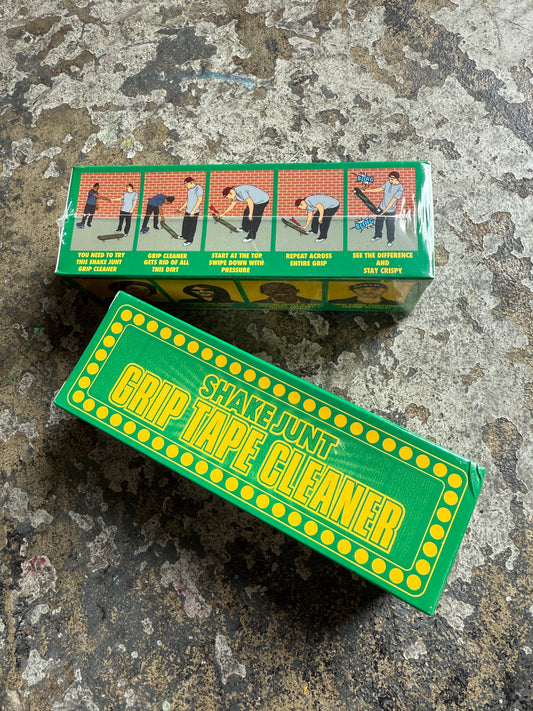 YOU NEED TO TRY
THIS SHAKE JUNT
GRIP CLEANER
GRIP CLEANER
GETS RID OF ALL
THIS DIRT
START AT THE TOP,
SWIPE DOWN WITH
PRESSURE
REPEAT ACROSS
ENTIRE GRIP
SEE THE DIFFERENCE
AND
STAY CRISPY
SHAKE JUNT
GRIP TAPE CLEANER